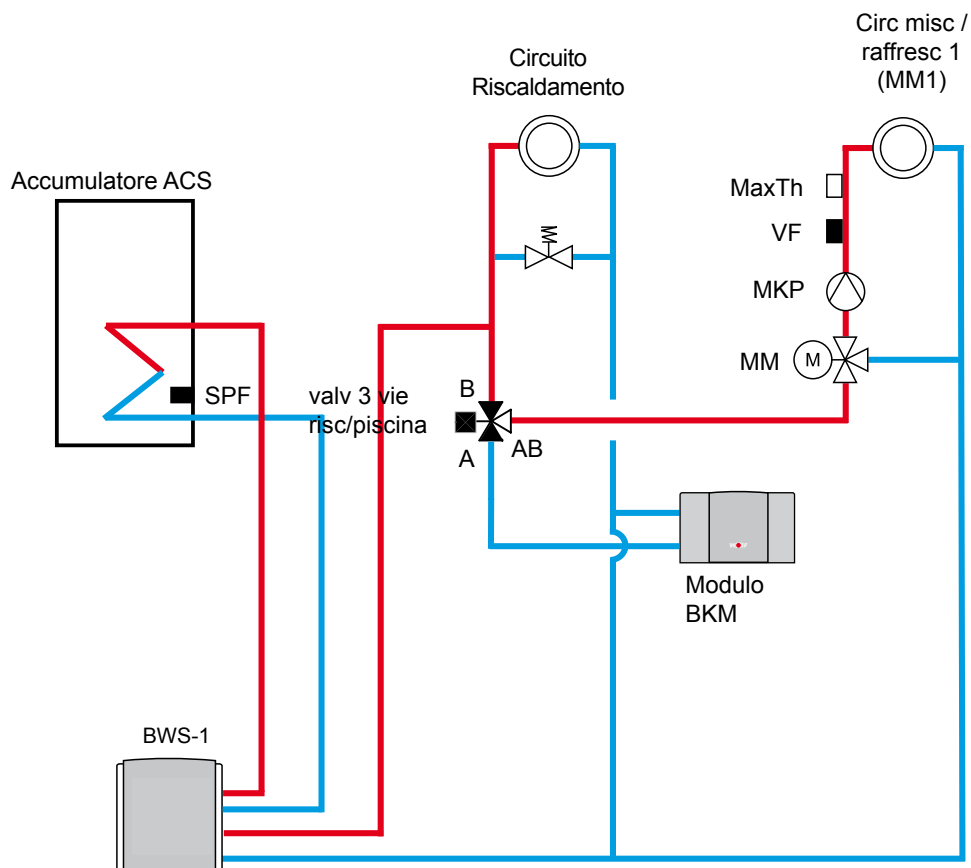 Circ misc /
raffresc 1
(MM1)
Circuito
Riscaldamento
Accumulatore ACS
MaxTh
VF
MKP
MM
M
SPF
valv 3 vie
risc/piscina
B
A
AB
Modulo
BKM
BWS-1